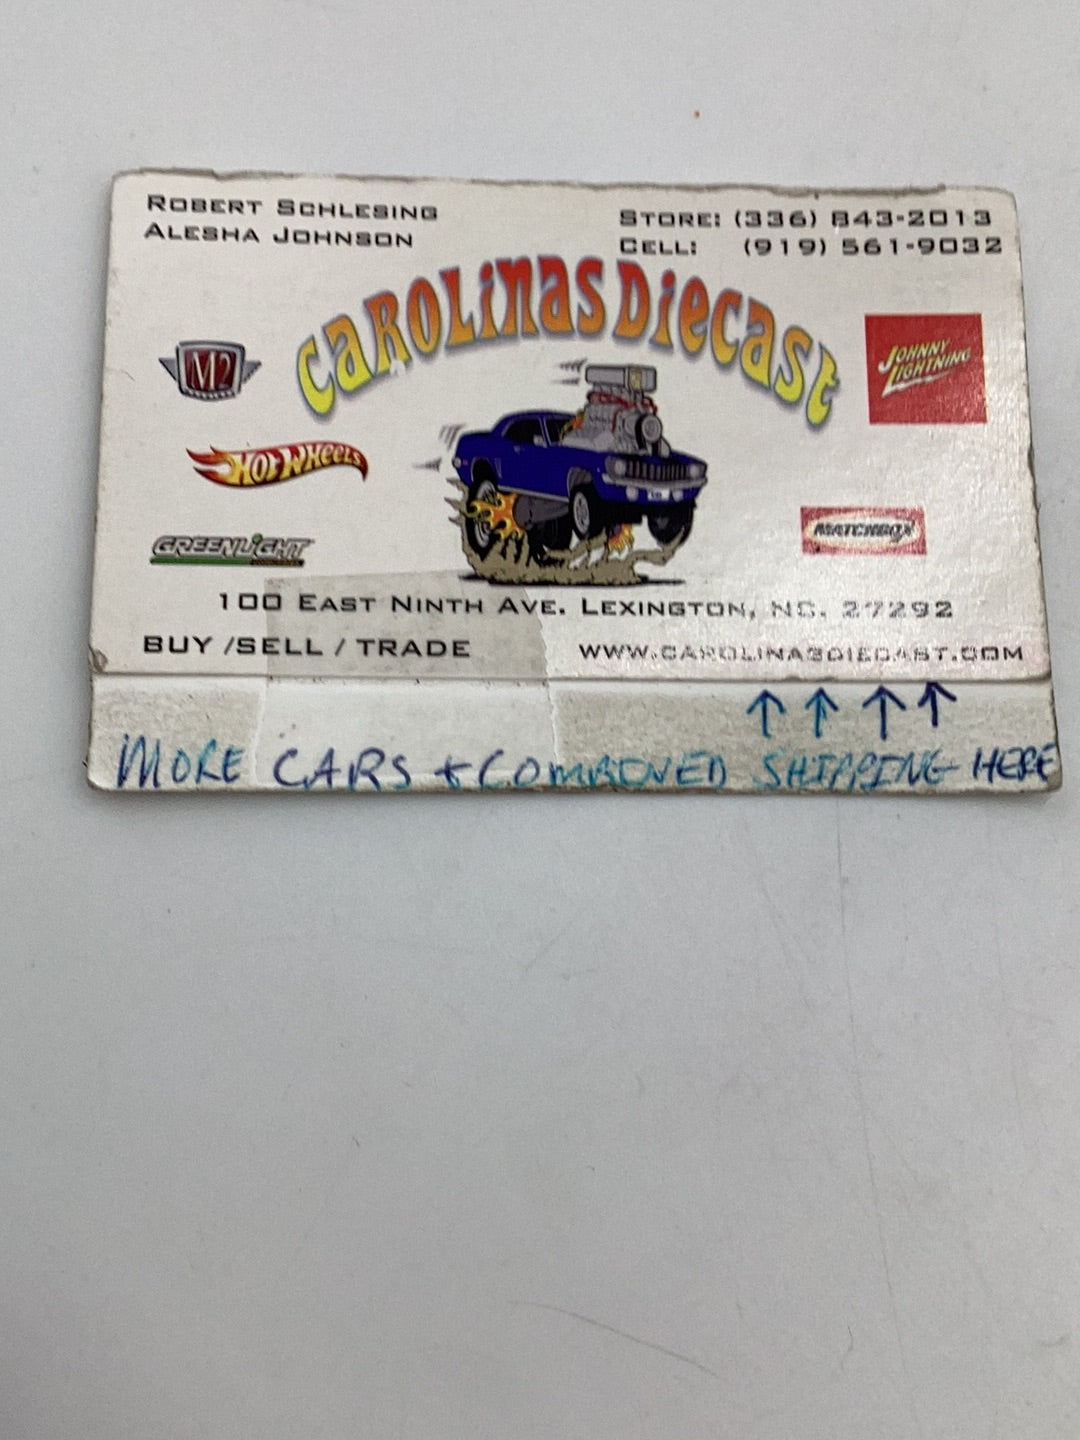 ROBERT SCHLESING
ALESHA JOHNSON
STORE: (336) 843-2013
CELL: (919) 561-9032
CAROLINAS DIECAST
M2
JOHNNY LIGHTNING
HOT WHEELS
MATCHBOX
GREENLIGHT
100 EAST NINTH AVE. LEXINGTON, NC. 27292
BUY /SELL / TRADE
WWW.CAROLINASDIECAST.COM
↑ ↑ ↑ ↑
MORE CARS + COMBINED SHIPPING HERE